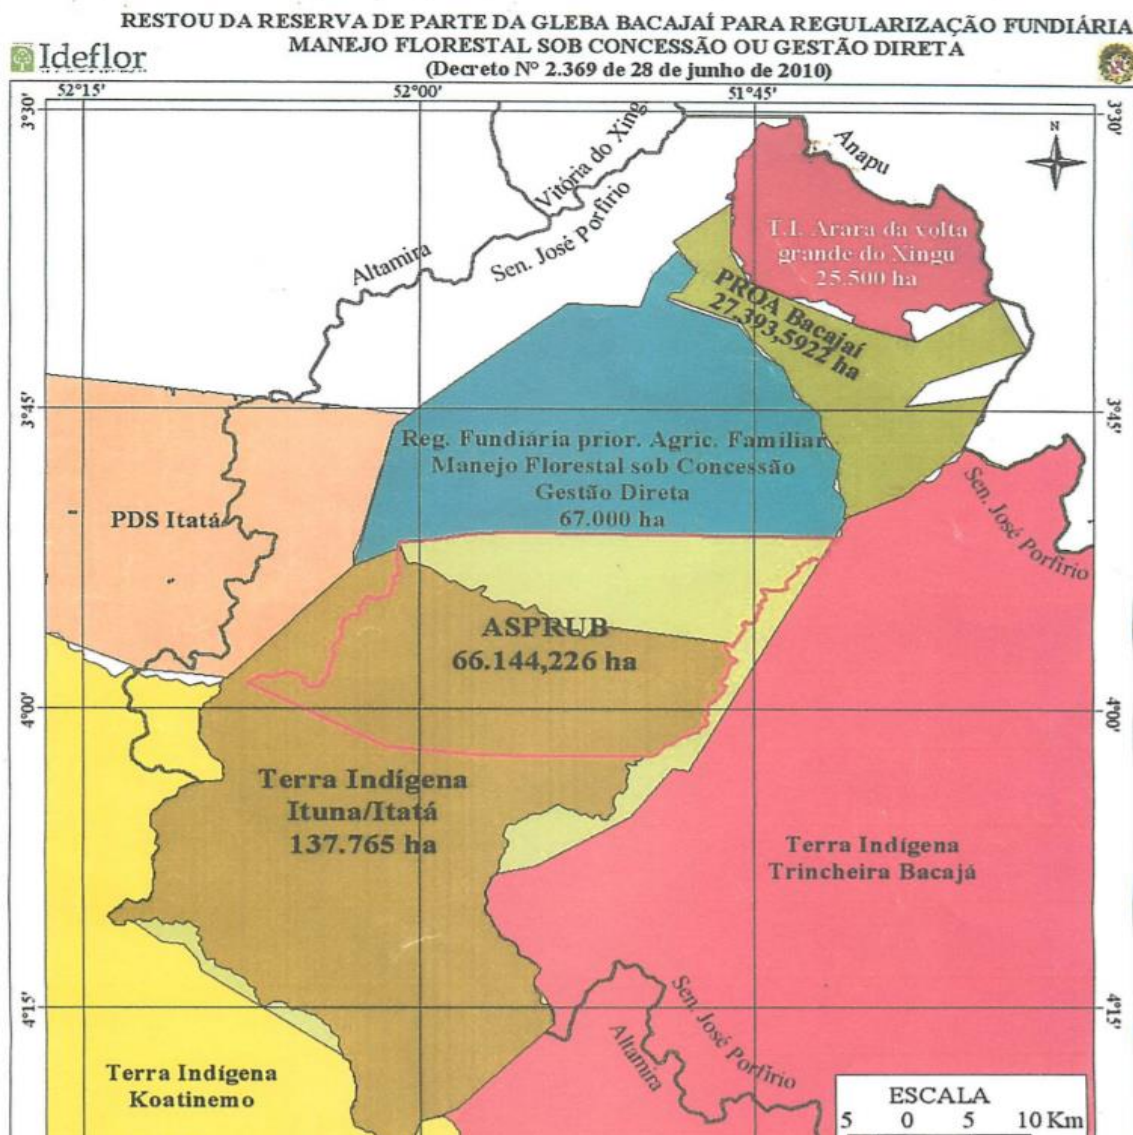 RESTOU DA RESERVA DE PARTE DA GLEBA BACAJAÍ PARA REGULARIZAÇÃO FUNDIÁRIA
MANEJO FLORESTAL SOB CONCESSÃO OU GESTÃO DIRETA
(Decreto Nº 2.369 de 28 de junho de 2010)
Ideflor
52°15'
52°00'
51°45'
3°30'
3°30'
N
Anapu
Vitória do Xing
Sen. José Porfírio
Altamira
T.I. Arara da volta
grande do Xingu
25.500 ha
PROA Bacajaí
27.393,5922 ha
3°45'
3°45'
Reg. Fundiária prior. Agric. Familiar
Manejo Florestal sob Concessão
Gestão Direta
67.000 ha
PDS Itatá
Sen. José Porfírio
ASPRUB
66.144,226 ha
4°00'
4°00'
Terra Indígena
Ituna/Itatá
137.765 ha
Terra Indígena
Trincheira Bacajá
4°15'
4°15'
Sen. José Porfírio
Altamira
Terra Indígena
Koatinemo
ESCALA
5 0 5 10 Km